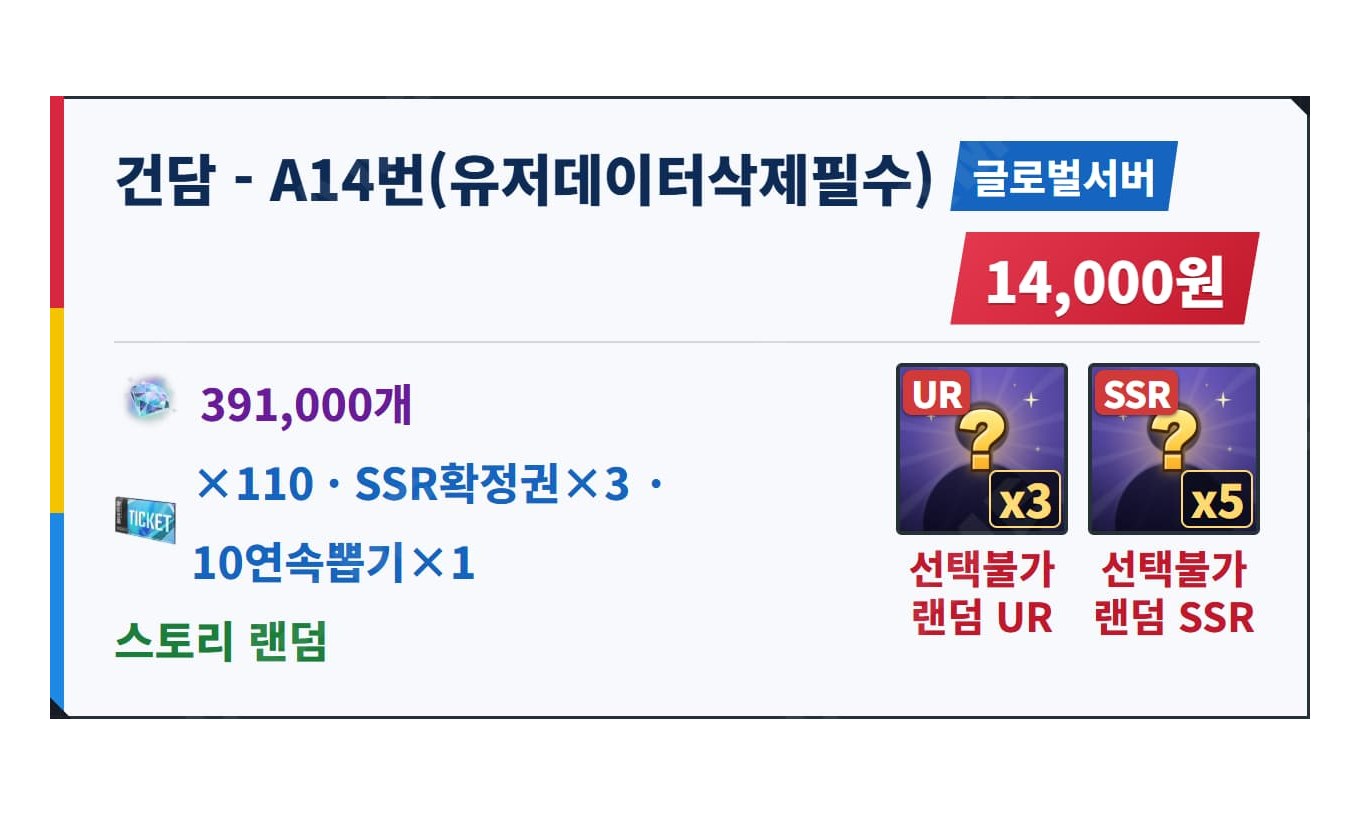 건담 - A14번(유저데이터삭제필수) 글로벌서버
14,000원
391,000개
×110 · SSR확정권×3 ·
TICKET
10연속뽑기×1
스토리 랜덤
UR
x3
선택불가
랜덤 UR
SSR
x5
선택불가
랜덤 SSR